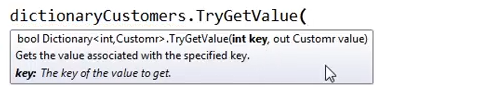 dictionaryCustomers.TryGetValue(
bool Dictionary<int,Customr>.TryGetValue(int key, out Customr value)
Gets the value associated with the specified key.
key: The key of the value to get.